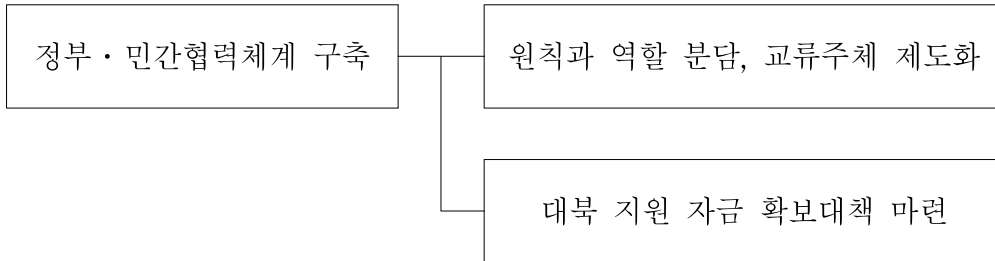 정부·민간협력체계 구축
원칙과 역할 분담, 교류주체 제도화
대북 지원 자금 확보대책 마련